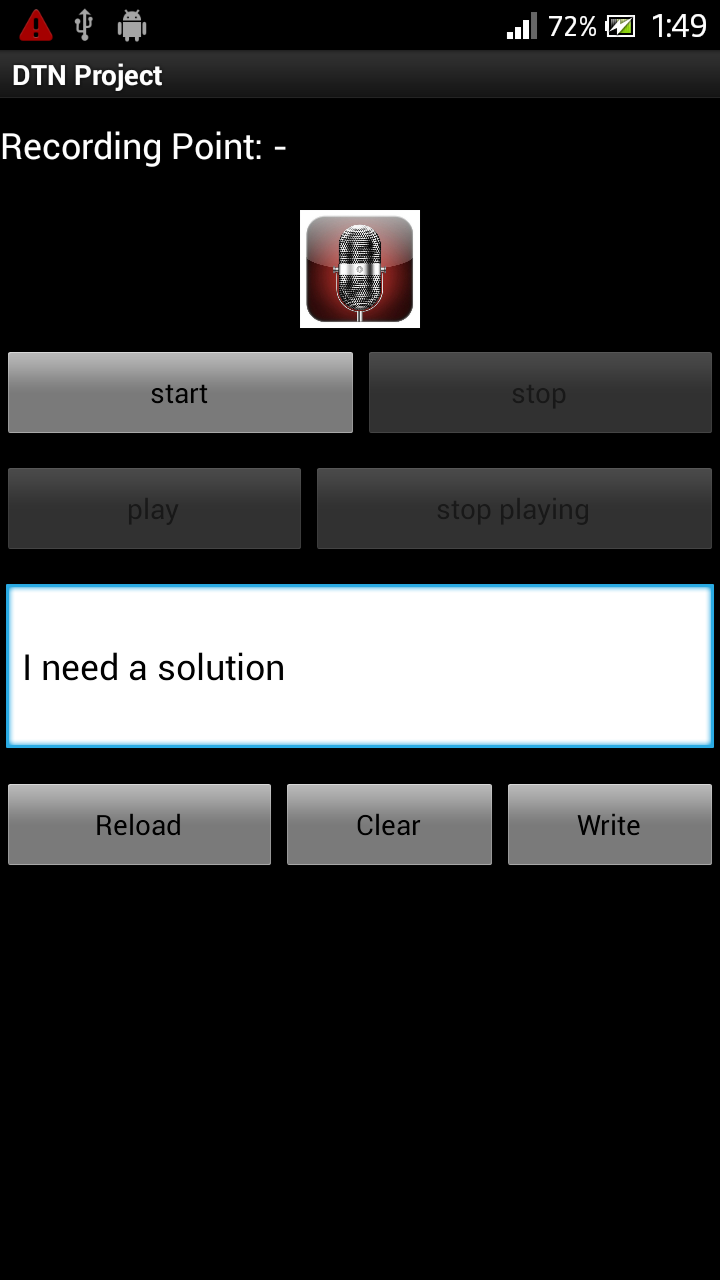 72% 1:49
DTN Project
Recording Point: -
start stop
play stop playing
I need a solution
Reload Clear Write